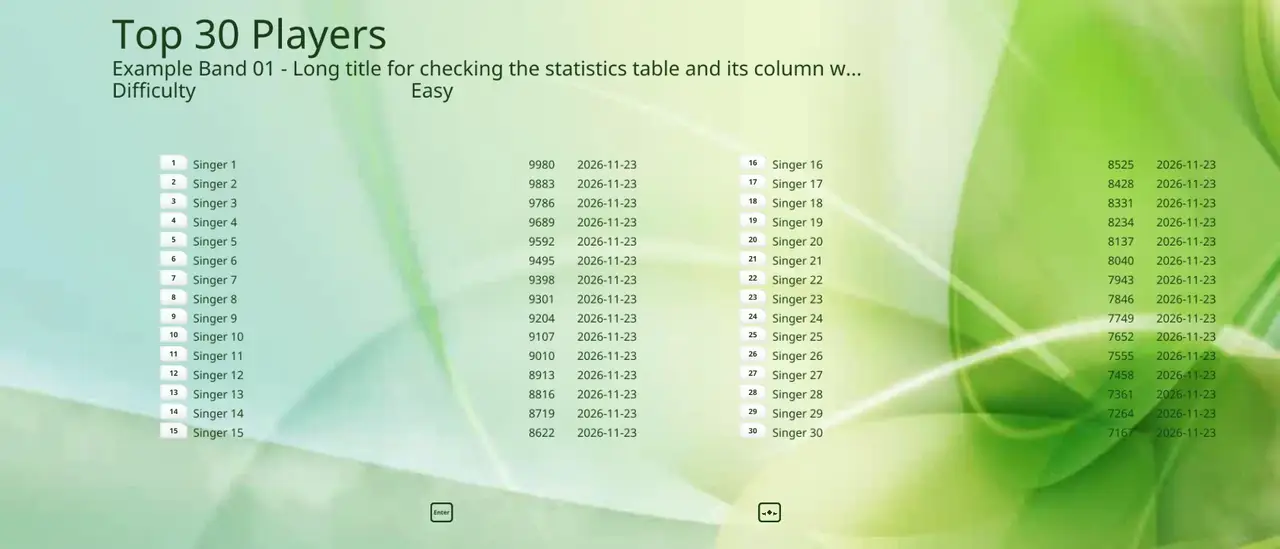 Top 30 Players
Example Band 01 - Long title for checking the statistics table and its column w...
Difficulty Easy
1 Singer 1 9980 2026-11-23
2 Singer 2 9883 2026-11-23
3 Singer 3 9786 2026-11-23
4 Singer 4 9689 2026-11-23
5 Singer 5 9592 2026-11-23
6 Singer 6 9495 2026-11-23
7 Singer 7 9398 2026-11-23
8 Singer 8 9301 2026-11-23
9 Singer 9 9204 2026-11-23
10 Singer 10 9107 2026-11-23
11 Singer 11 9010 2026-11-23
12 Singer 12 8913 2026-11-23
13 Singer 13 8816 2026-11-23
14 Singer 14 8719 2026-11-23
15 Singer 15 8622 2026-11-23
16 Singer 16 8525 2026-11-23
17 Singer 17 8428 2026-11-23
18 Singer 18 8331 2026-11-23
19 Singer 19 8234 2026-11-23
20 Singer 20 8137 2026-11-23
21 Singer 21 8040 2026-11-23
22 Singer 22 7943 2026-11-23
23 Singer 23 7846 2026-11-23
24 Singer 24 7749 2026-11-23
25 Singer 25 7652 2026-11-23
26 Singer 26 7555 2026-11-23
27 Singer 27 7458 2026-11-23
28 Singer 28 7361 2026-11-23
29 Singer 29 7264 2026-11-23
30 Singer 30 7167 2026-11-23
Enter